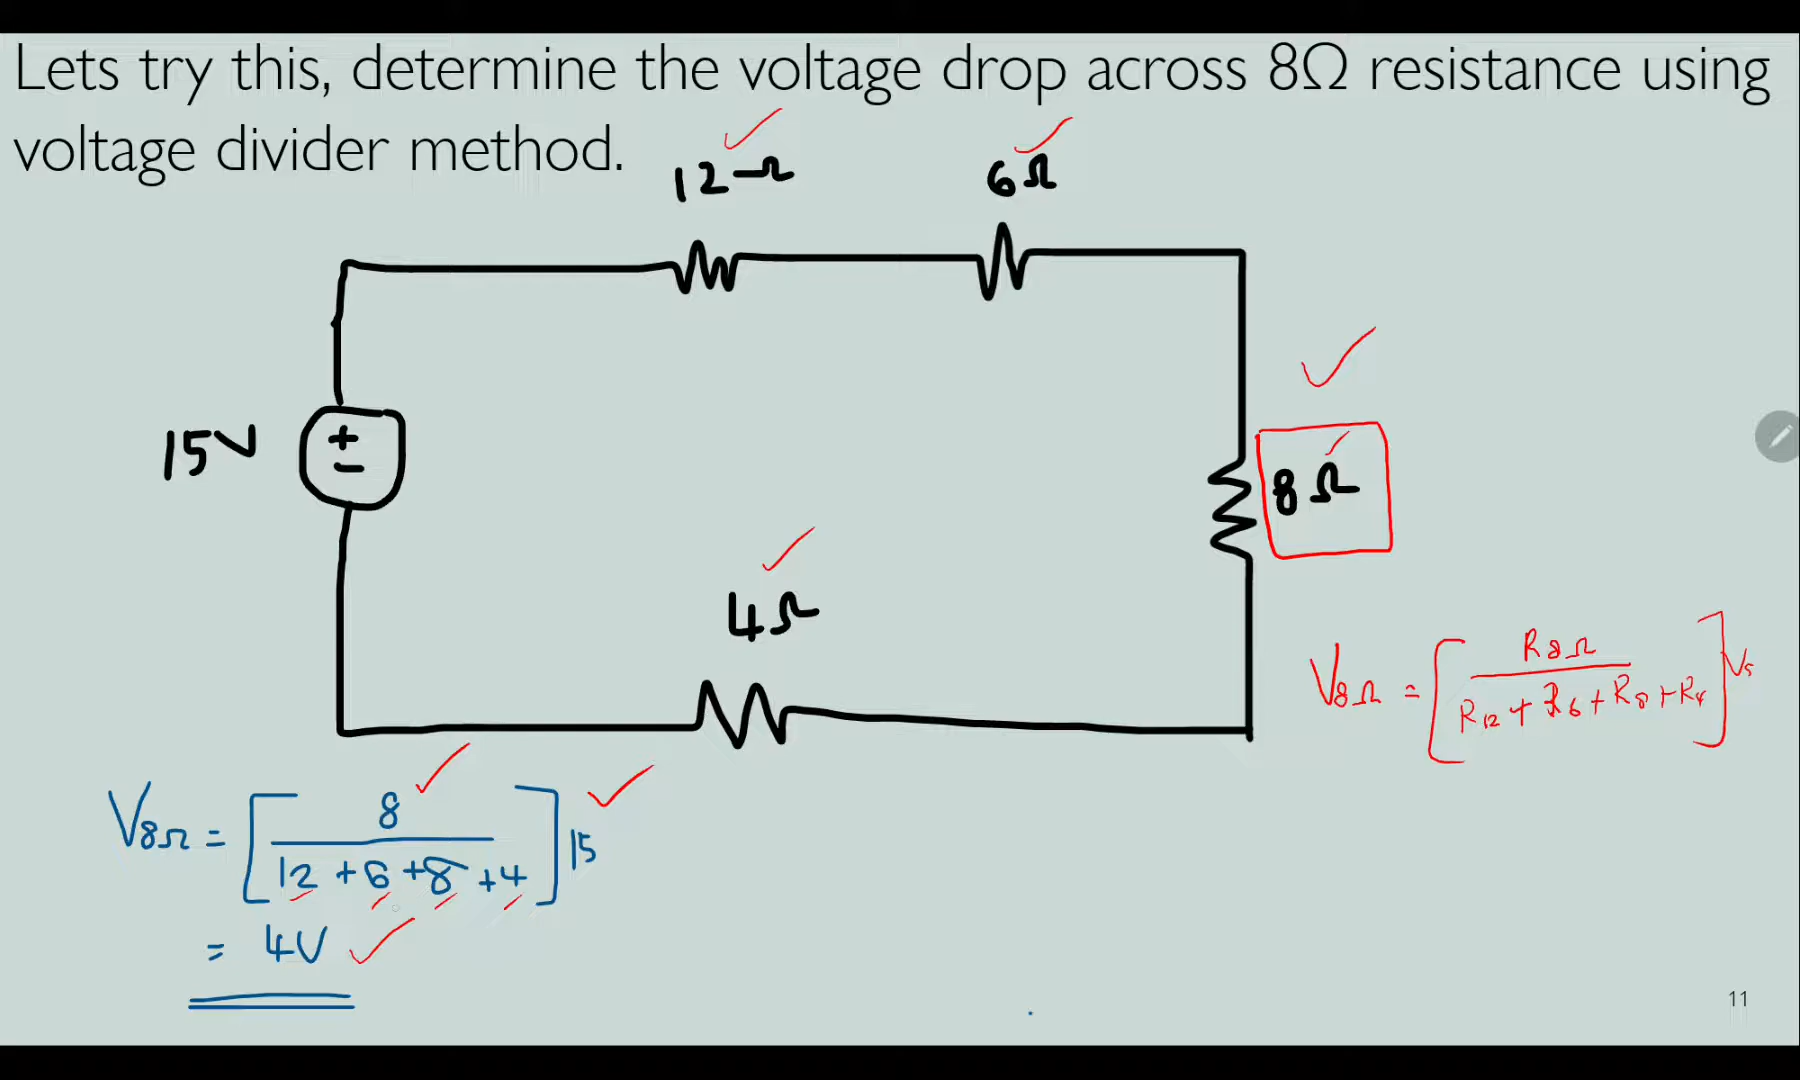 Lets try this, determine the voltage drop across 8Ω resistance using
voltage divider method.
12Ω
6Ω
15V
+
-
8Ω
4Ω
V8Ω = [ R8Ω / R12 + R6 + R8 + R4 ] Vs
V8Ω = [ 8 / 12 + 6 + 8 + 4 ] 15
= 4V
11